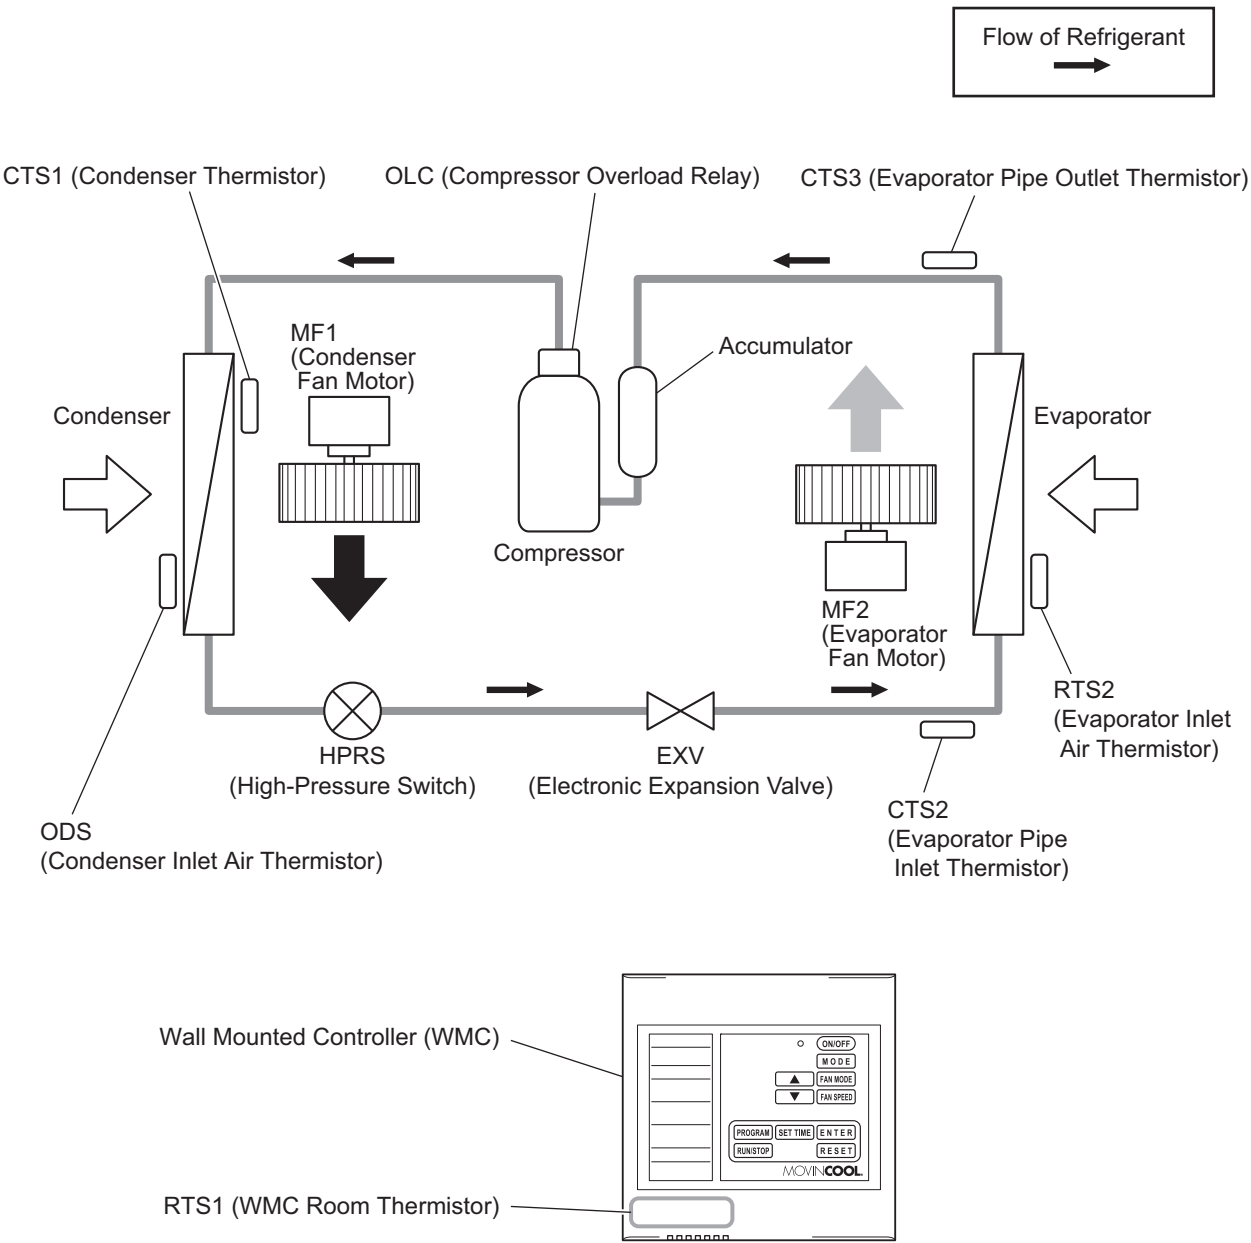 Flow of Refrigerant
CTS1 (Condenser Thermistor)
OLC (Compressor Overload Relay)
CTS3 (Evaporator Pipe Outlet Thermistor)
MF1
(Condenser
Fan Motor)
Accumulator
Condenser
Evaporator
Compressor
MF2
(Evaporator
Fan Motor)
RTS2
(Evaporator Inlet
Air Thermistor)
HPRS
(High-Pressure Switch)
EXV
(Electronic Expansion Valve)
CTS2
(Evaporator Pipe
Inlet Thermistor)
ODS
(Condenser Inlet Air Thermistor)
Wall Mounted Controller (WMC)
ON/OFF
MODE
FAN MODE
FAN SPEED
PROGRAM SET TIME ENTER
RUN/STOP RESET
MOVINCOOL
RTS1 (WMC Room Thermistor)